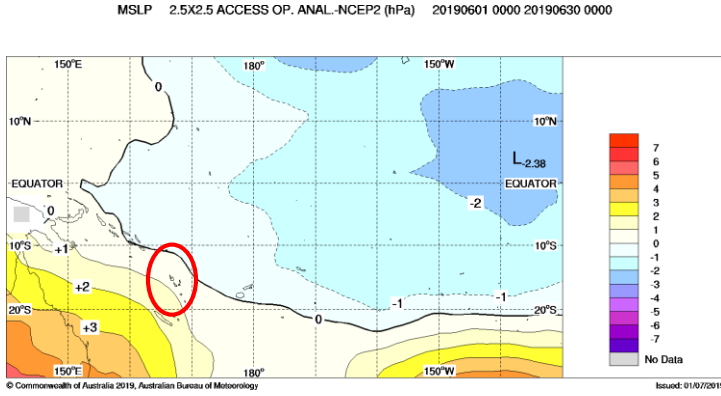 MSLP 2.5X2.5 ACCESS OP. ANAL.-NCEP2 (hPa) 20190601 0000 20190630 0000
150°E 180° 150°W
0
10°N 10°N
L-2.38
EQUATOR EQUATOR
-2
0
10°S +1 10°S
+2
-1 -1
20°S 0 20°S
+3
150°E 180° 150°W
7
6
5
4
3
2
1
0
-1
-2
-3
-4
-5
-6
-7
No Data
© Commonwealth of Australia 2019, Australian Bureau of Meteorology Issued: 01/07/2019